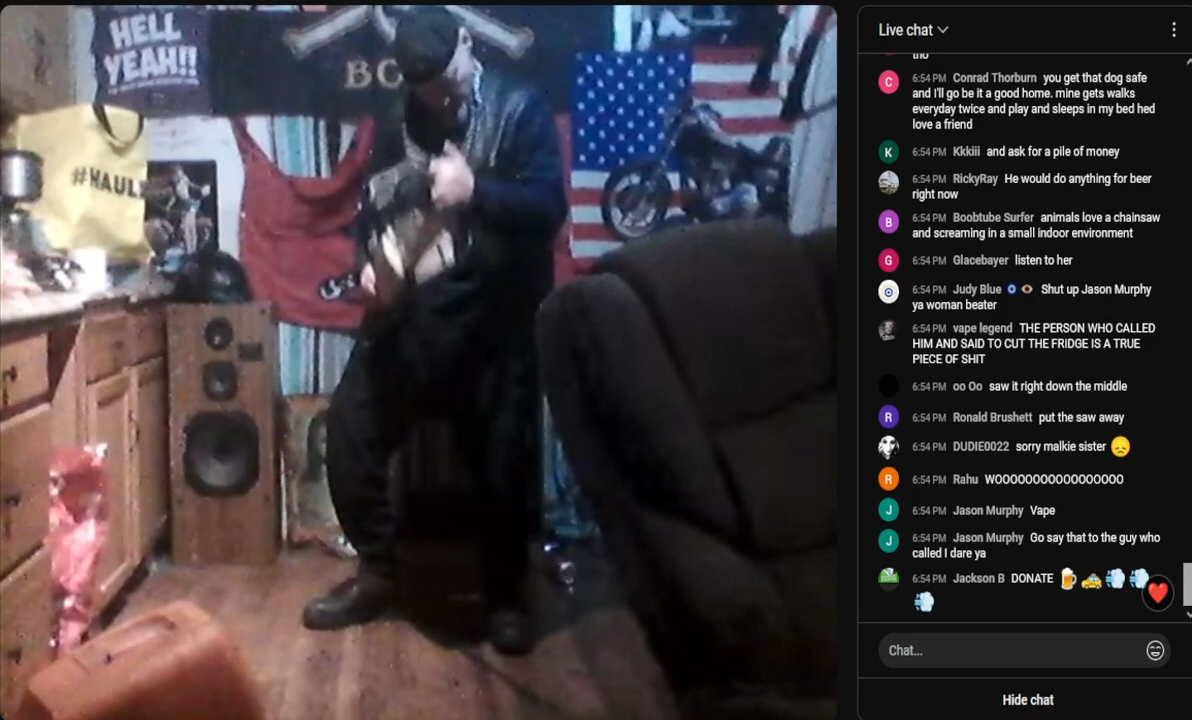 HELL
YEAH!!
BO
#HAUL
Live chat
tho
6:54 PM Conrad Thorburn you get that dog safe
and I'll go be it a good home. mine gets walks
everyday twice and play and sleeps in my bed hed
love a friend
K
6:54 PM Kkkiii and ask for a pile of money
6:54 PM RickyRay He would do anything for beer
right now
B
6:54 PM Boobtube Surfer animals love a chainsaw
and screaming in a small indoor environment
G
6:54 PM Glacebayer listen to her
6:54 PM Judy Blue 🧿 👁️ Shut up Jason Murphy
ya woman beater
6:54 PM vape legend THE PERSON WHO CALLED
HIM AND SAID TO CUT THE FRIDGE IS A TRUE
PIECE OF SHIT
6:54 PM oo Oo saw it right down the middle
R
6:54 PM Ronald Brushett put the saw away
6:54 PM DUDIE0022 sorry malkie sister 😞
R
6:54 PM Rahu WOOOOOOOOOOOOOOOOO
J
6:54 PM Jason Murphy Vape
J
6:54 PM Jason Murphy Go say that to the guy who
called I dare ya
6:54 PM Jackson B DONATE 🍺 🚕 💨 💨
💨
Chat...
Hide chat